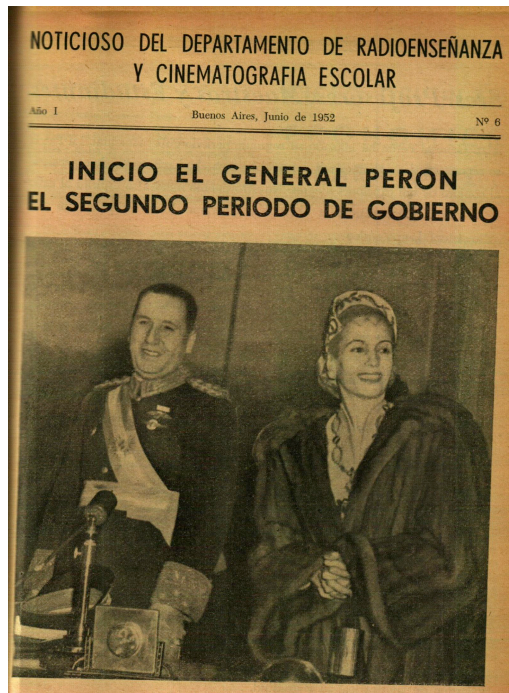 NOTICIOSO DEL DEPARTAMENTO DE RADIOENSEÑANZA
Y CINEMATOGRAFIA ESCOLAR
Año I
Buenos Aires, Junio de 1952
Nº 6
INICIO EL GENERAL PERON
EL SEGUNDO PERIODO DE GOBIERNO